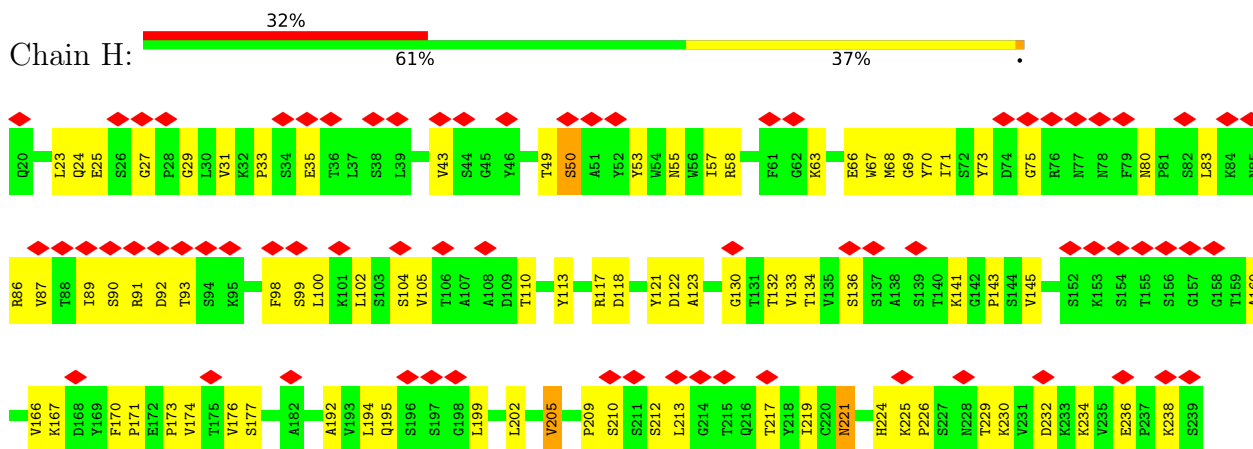 32%
Chain H:
61% 37% •
Q20 L23 Q24 E25 S26 G27 P28 G29 L30 V31 K32 P33 S34 E35 T36 L37 S38 L39 V43 S44 G45 Y46 T49 S50 A51 Y52 Y53 W54 N55 W56 I57 R58 F61 G62 K63 E66 W67 M68 G69 Y70 I71 S72 Y73 D74 G75 R76 N77 N78 F79 N80 P81 S82 L83 K84 N85
R86 V87 T88 I89 S90 R91 D92 T93 S94 K95 F98 S99 L100 K101 L102 S103 S104 V105 T106 A107 A108 D109 T110 Y113 R117 D118 Y121 D122 A123 G130 T131 T132 V133 T134 V135 S136 S137 A138 S139 T140 K141 G142 P143 S144 V145 S152 K153 S154 T155 S156 G157 G158 T159 A160
V166 K167 D168 Y169 F170 P171 E172 P173 V174 T175 V176 S177 A182 A192 V193 L194 Q195 S196 S197 G198 L199 L202 V205 P209 S210 S211 S212 L213 G214 T215 Q216 T217 Y218 I219 C220 N221 H224 K225 P226 S227 N228 T229 K230 V231 D232 K233 K234 V235 E236 P237 K238 S239